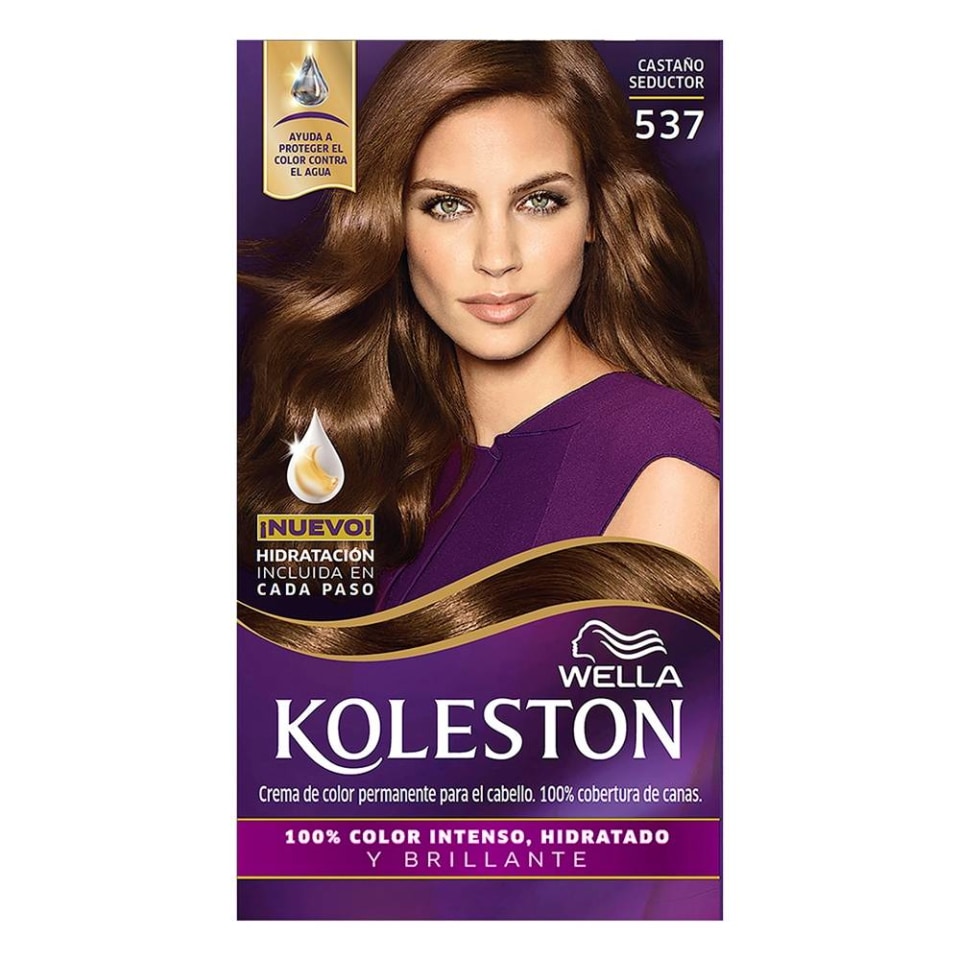 AYUDA A
PROTEGER EL
COLOR CONTRA
EL AGUA
CASTAÑO
SEDUCTOR
537
¡NUEVO!
HIDRATACIÓN
INCLUIDA EN
CADA PASO
WELLA
KOLESTON
Crema de color permanente para el cabello. 100% cobertura de canas.
100% COLOR INTENSO, HIDRATADO
Y BRILLANTE